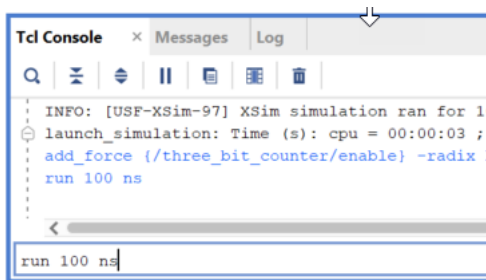 Tcl Console × Messages Log
INFO: [USF-XSim-97] XSim simulation ran for 1
launch_simulation: Time (s): cpu = 00:00:03 ;
add_force {/three_bit_counter/enable} -radix
run 100 ns
run 100 ns